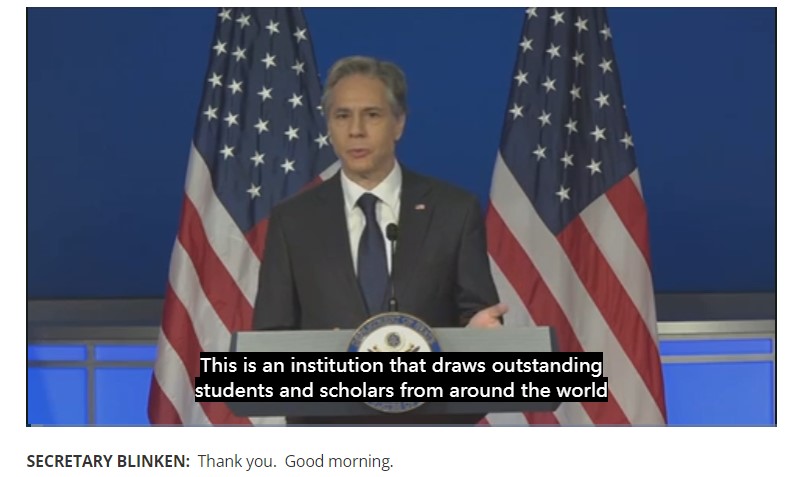 This is an institution that draws outstanding
students and scholars from around the world
SECRETARY BLINKEN: Thank you. Good morning.